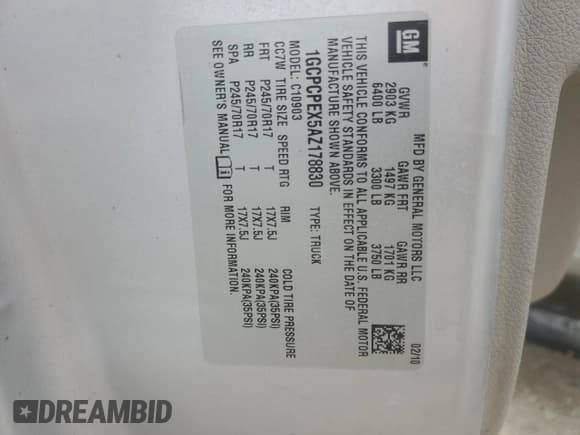 GM
MFD BY GENERAL MOTORS LLC
02/10
GVWR GAWR FRT GAWR RR
2903 KG 1497 KG 1701 KG
6400 LB 3300 LB 3750 LB
THIS VEHICLE CONFORMS TO ALL APPLICABLE U.S. FEDERAL MOTOR
VEHICLE SAFETY STANDARDS IN EFFECT ON THE DATE OF
MANUFACTURE SHOWN ABOVE.
1GCPCPEX5AZ178830 TYPE: TRUCK
MODEL: C10903
CC7W TIRE SIZE SPEED RTG RIM COLD TIRE PRESSURE
FRT P245/70R17 T 17X7.5J 240KPA(35PSI)
RR P245/70R17 T 17X7.5J 240KPA(35PSI)
SPA P245/70R17 T 17X7.5J 240KPA(35PSI)
SEE OWNER'S MANUAL FOR MORE INFORMATION.
DREAMBID